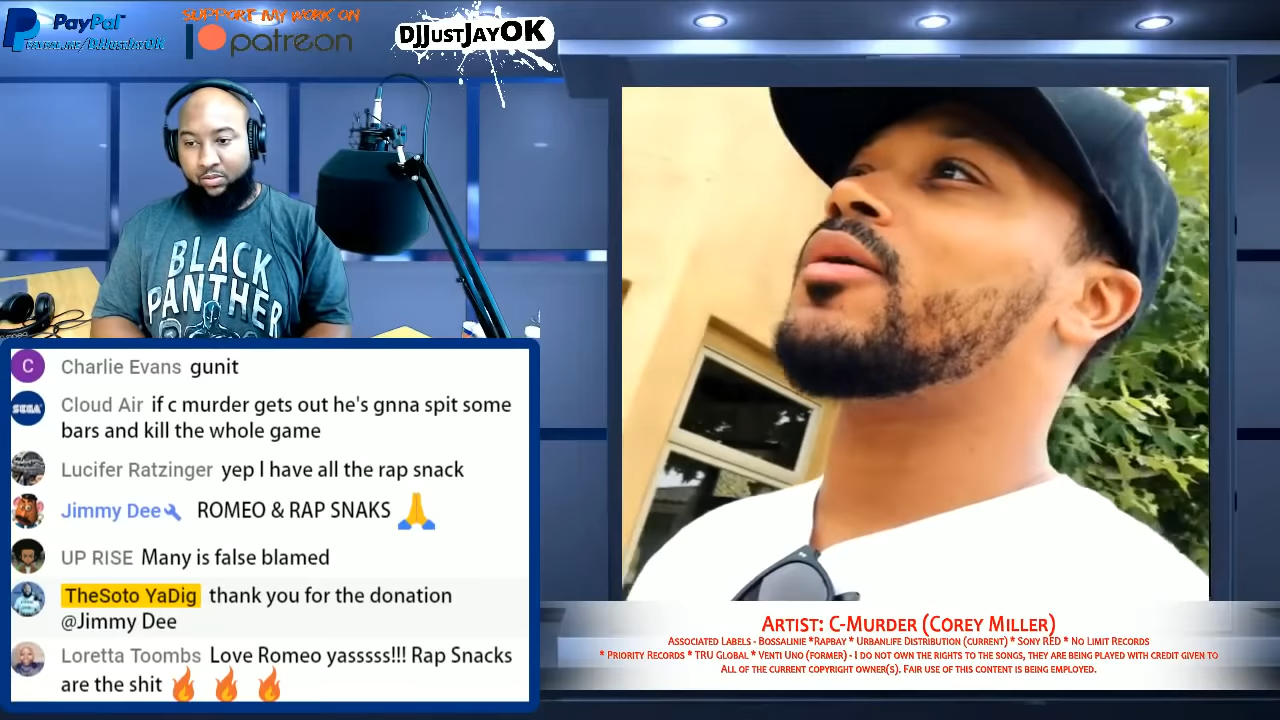 PayPal
SUPPORT MY WORK ON
patreon
DJJustJayOK
BLACK
PANTHER
C Charlie Evans gunit
SEGA Cloud Air if c murder gets out he's gnna spit some
bars and kill the whole game
Lucifer Ratzinger yep I have all the rap snack
Jimmy Dee ROMEO & RAP SNAKS 🙏
UP RISE Many is false blamed
TheSoto YaDig thank you for the donation
@Jimmy Dee
Loretta Toombs Love Romeo yasssss!!! Rap Snacks
are the shit 🔥 🔥 🔥
Artist: C-Murder (Corey Miller)
Associated Labels - Bossalinie *Rapbay * Urbanlife Distribution (current) * Sony RED * No Limit Records
* Priority Records * TRU Global * Venti Uno (former) - I do not own the rights to the songs, they are being played with credit given to
all of the current copyright owner(s). Fair use of this content is being employed.